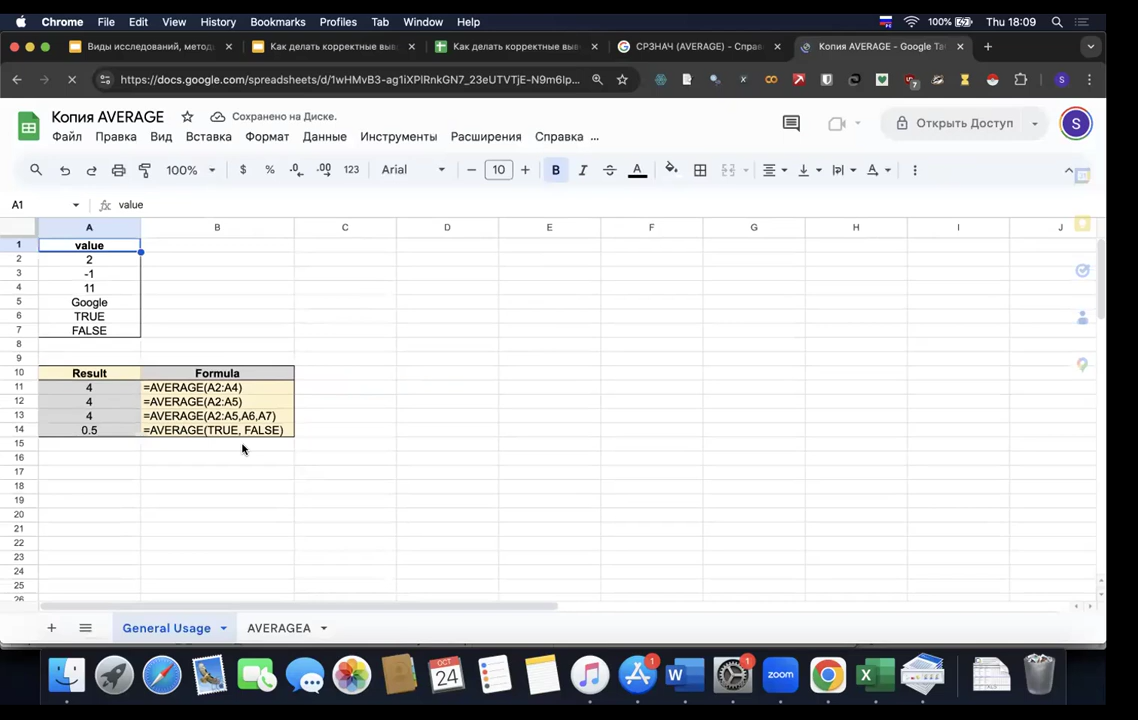 Chrome File Edit View History Bookmarks Profiles Tab Window Help 100% Thu 18:09
Виды исследований, метод Как делать корректные выв Как делать корректные выв СРЗНАЧ (AVERAGE) - Спра Копия AVERAGE - Google Та
https://docs.google.com/spreadsheets/d/1wHMvB3-ag1iXPlRnkGN7_23eUTVTjE-N9m6lp...
Копия AVERAGE Сохранено на Диске.
Файл Правка Вид Вставка Формат Данные Инструменты Расширения Справка ... Открыть Доступ S
100% $ % .0 .00 123 Arial 10 B I A
A1 fx value
A B C D E F G H I J
1 value
2 2
3 -1
4 11
5 Google
6 TRUE
7 FALSE
8
9
10 Result Formula
11 4 =AVERAGE(A2:A4)
12 4 =AVERAGE(A2:A5)
13 4 =AVERAGE(A2:A5,A6,A7)
14 0.5 =AVERAGE(TRUE, FALSE)
15
16
17
18
19
20
21
22
23
24
25
26
General Usage AVERAGEA
OCT
24
zoom
1
1